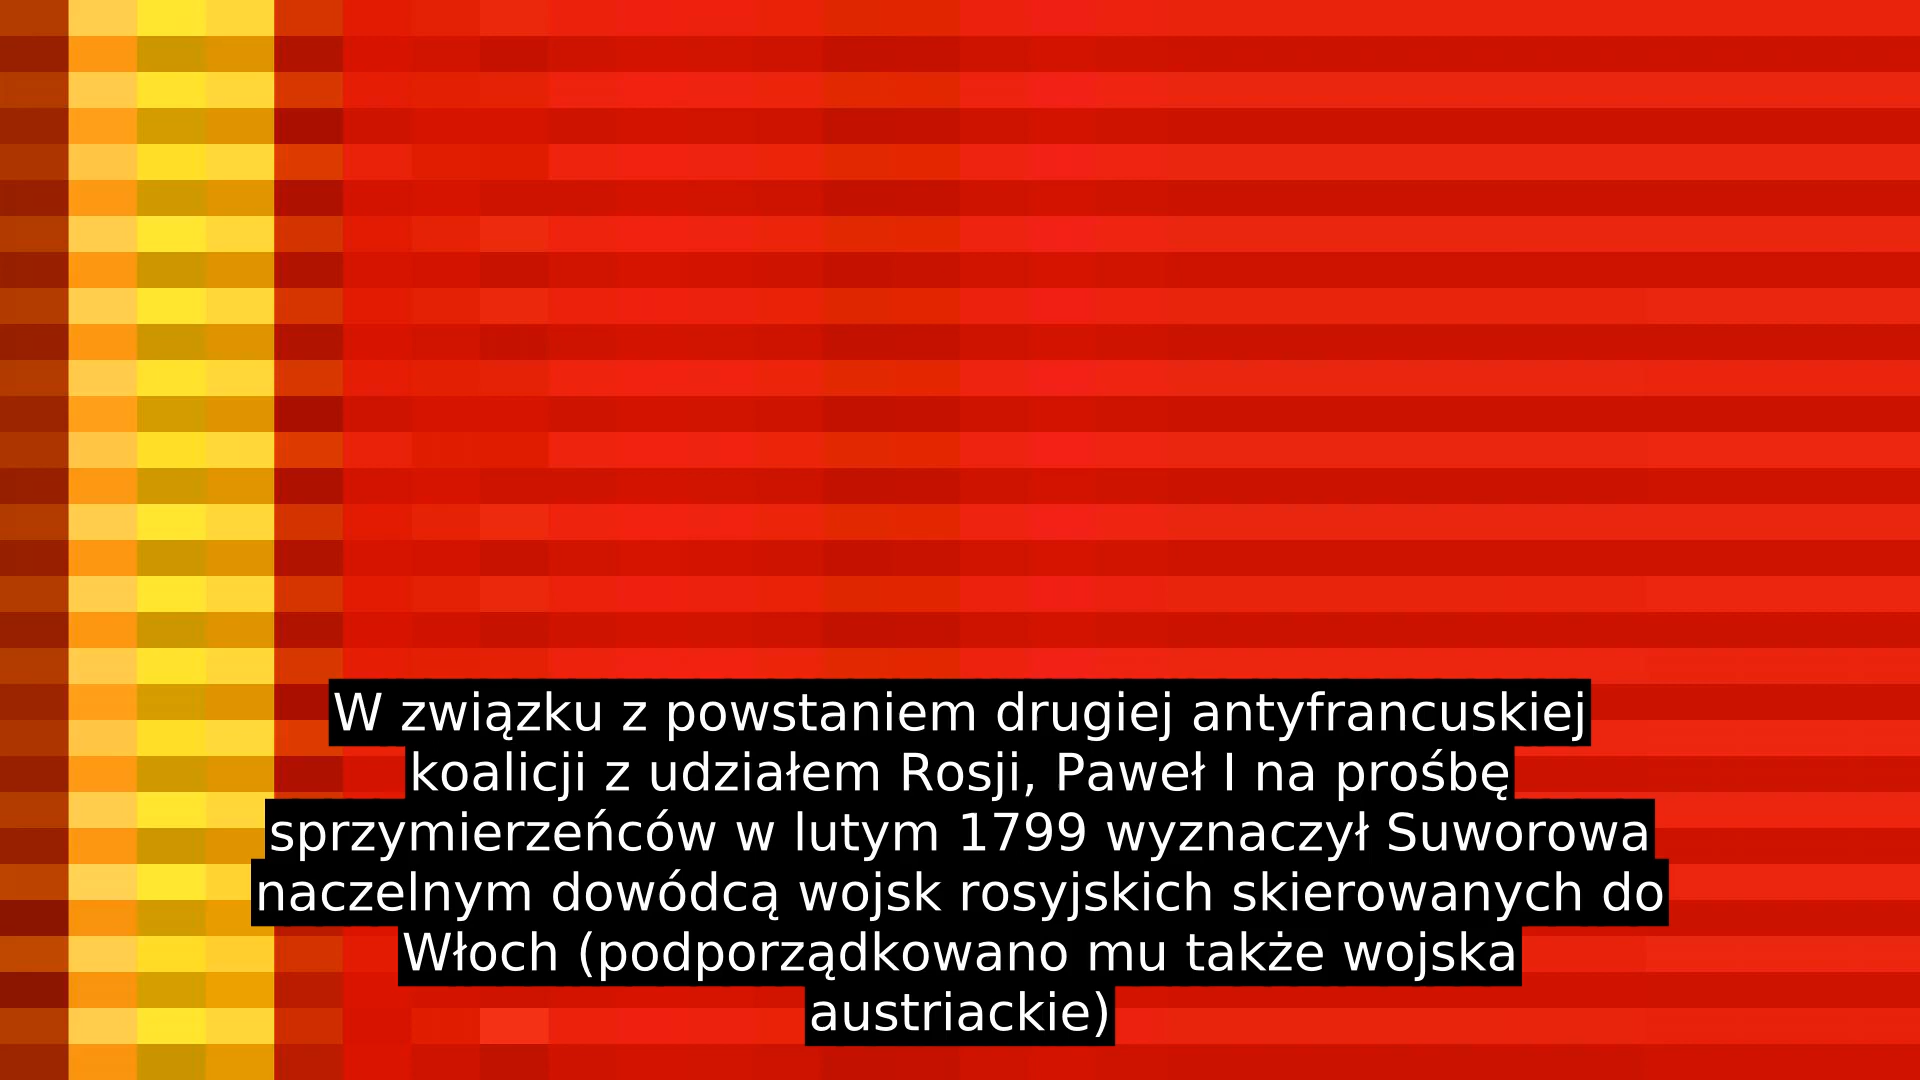 W związku z powstaniem drugiej antyfrancuskiej
koalicji z udziałem Rosji, Paweł I na prośbę
sprzymierzeńców w lutym 1799 wyznaczył Suworowa
naczelnym dowódcą wojsk rosyjskich skierowanych do
Włoch (podporządkowano mu także wojska
austriackie)